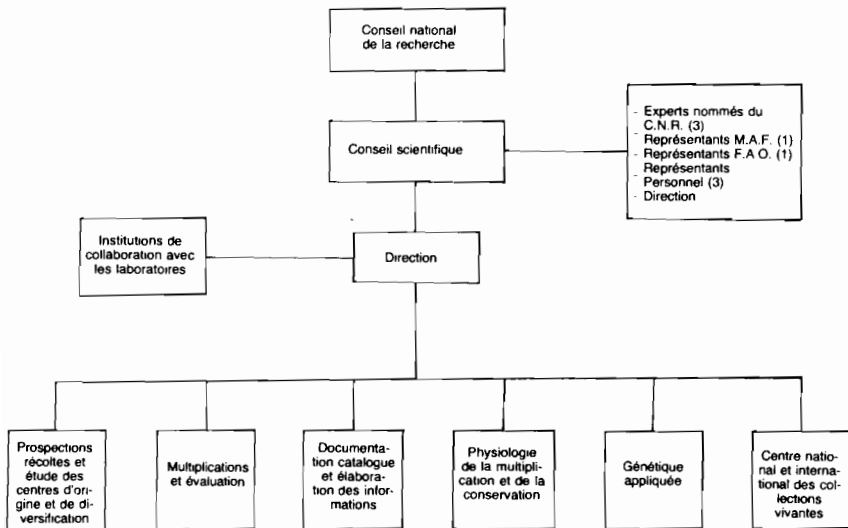 Conseil national
de la recherche
Conseil scientifique
- Experts nommés du
C.N.R. (3)
- Représentants M.A.F. (1)
- Représentants F.A O. (1)
- Représentants
- Personnel (3)
- Direction
Institutions de
collaboration avec
les laboratoires
Direction
Prospections
récoltes et
étude des
centres d'ori-
gine et de di-
versification
Multiplications
et évaluation
Documenta-
tion catalogue
et élabora-
tion des infor-
mations
Physiologie
de la multipli-
cation et de la
conservation
Génétique
appliquée
Centre natio-
nal et interna-
tional des col-
lections
vivantes